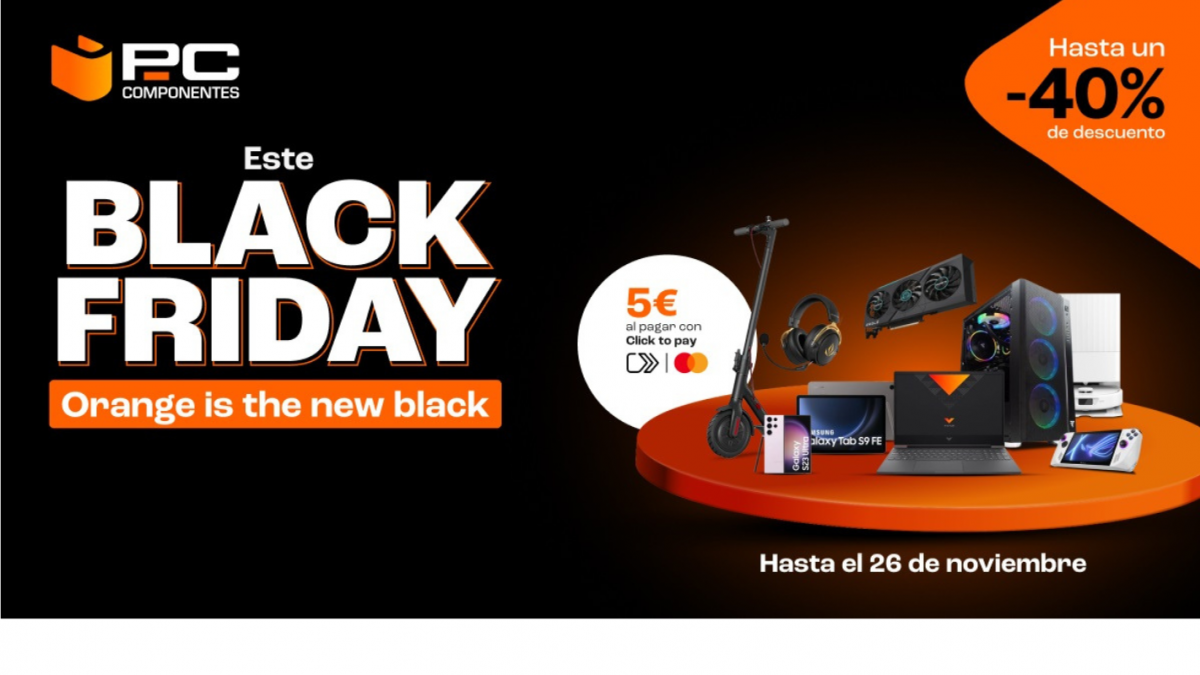 PC
COMPONENTES
Este
BLACK
FRIDAY
Orange is the new black
Hasta un
-40%
de descuento
5€
al pagar con
Click to pay
SAMSUNG
Galaxy Tab S9 FE
Galaxy
S23 Ultra
Hasta el 26 de noviembre